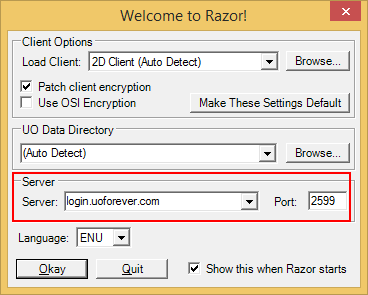 Welcome to Razor!
Client Options
Load Client: 2D Client (Auto Detect) Browse...
Patch client encryption
Use OSI Encryption Make These Settings Default
UO Data Directory
(Auto Detect) Browse...
Server
Server: login.uoforever.com Port: 2599
Language: ENU
Okay Quit Show this when Razor starts